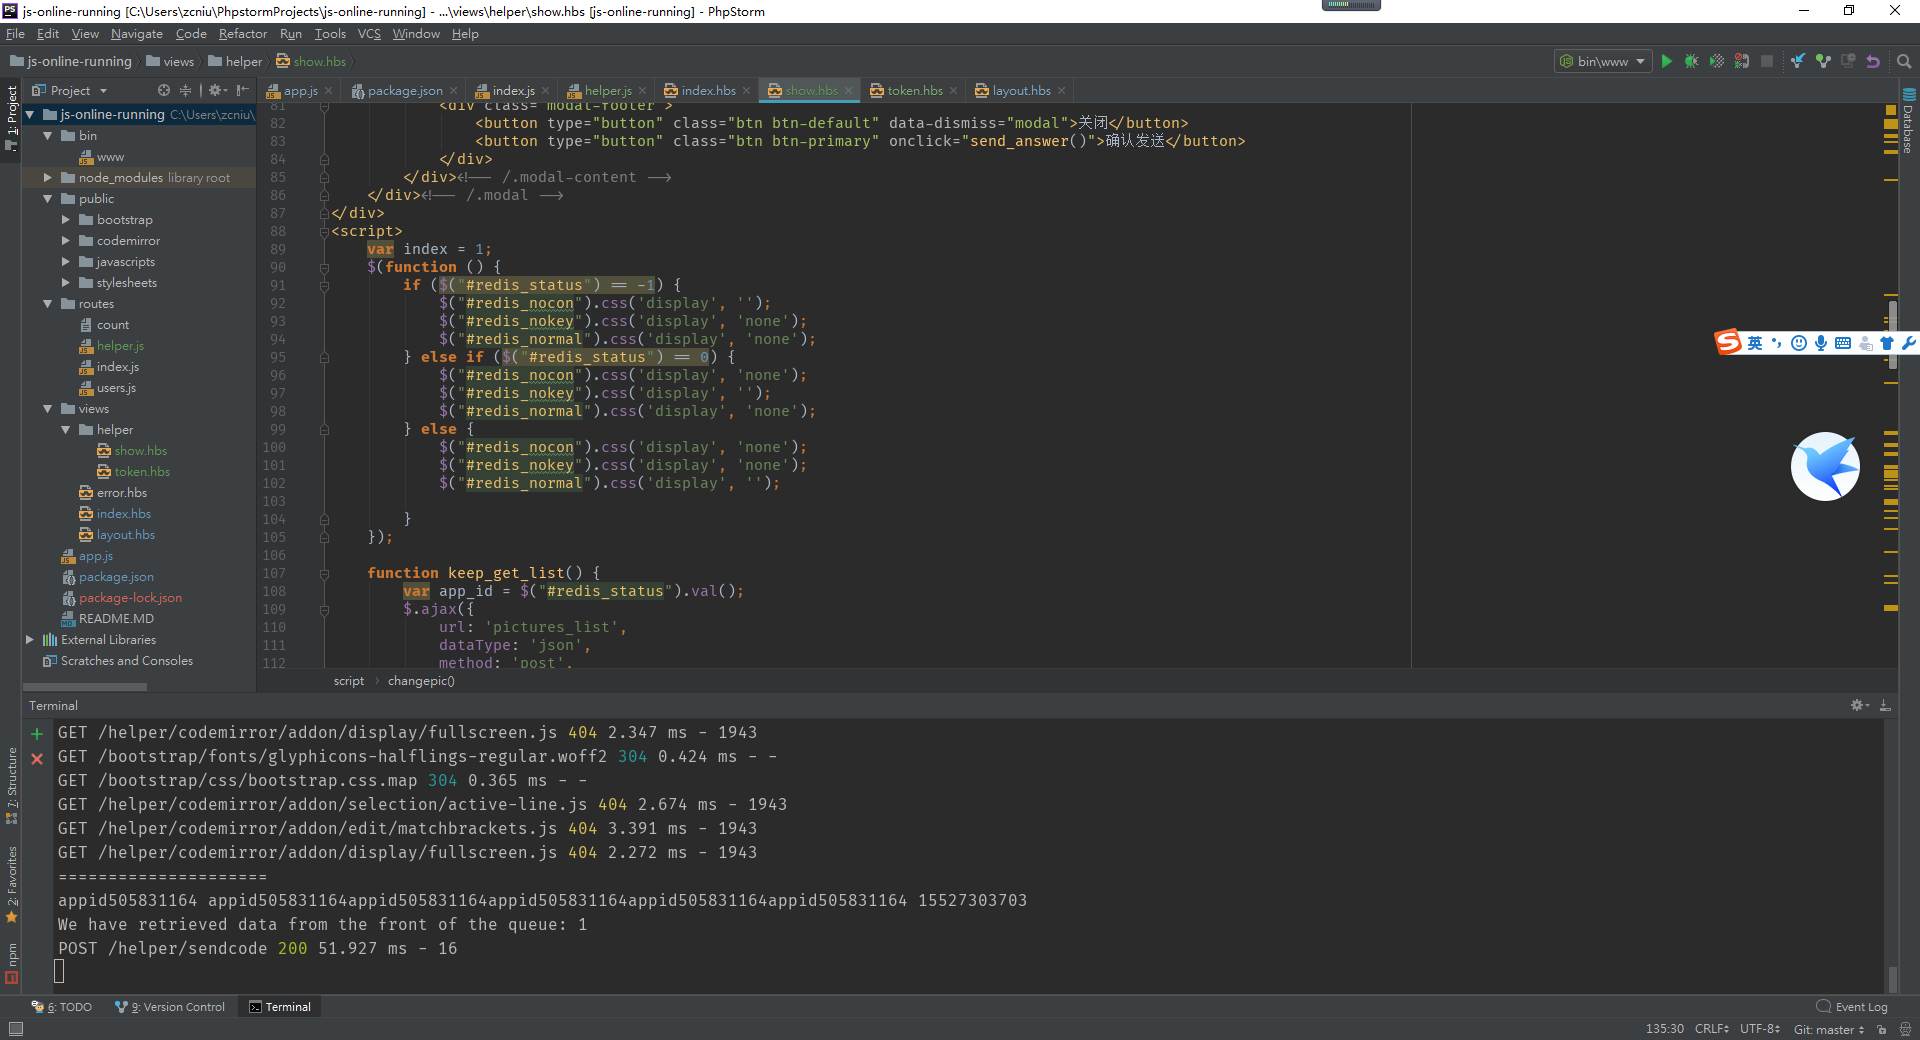 js-online-running [C:\Users\zcniu\PhpstormProjects\js-online-running] - ...\views\helper\show.hbs [js-online-running] - PhpStorm
File Edit View Navigate Code Refactor Run Tools VCS Window Help
js-online-running views helper show.hbs bin\www
Project
app.js package.json index.js helper.js index.hbs show.hbs token.hbs layout.hbs
1: Project
js-online-running C:\Users\zcniu\
bin
www
node_modules library root
public
bootstrap
codemirror
javascripts
stylesheets
routes
count
helper.js
index.js
users.js
views
helper
show.hbs
token.hbs
error.hbs
index.hbs
layout.hbs
app.js
package.json
package-lock.json
README.MD
External Libraries
Scratches and Consoles
81 <div class="modal-footer">
82 <button type="button" class="btn btn-default" data-dismiss="modal">关闭</button>
83 <button type="button" class="btn btn-primary" onclick="send_answer()">确认发送</button>
84 </div>
85 </div><!-- /.modal-content -->
86 </div><!-- /.modal -->
87 </div>
88 <script>
89 var index = 1;
90 $(function () {
91 if ($("#redis_status") == -1) {
92 $("#redis_nocon").css('display', '');
93 $("#redis_nokey").css('display', 'none');
94 $("#redis_normal").css('display', 'none');
95 } else if ($("#redis_status") == 0) {
96 $("#redis_nocon").css('display', 'none');
97 $("#redis_nokey").css('display', '');
98 $("#redis_normal").css('display', 'none');
99 } else {
100 $("#redis_nocon").css('display', 'none');
101 $("#redis_nokey").css('display', 'none');
102 $("#redis_normal").css('display', '');
103
104 }
105 });
106
107 function keep_get_list() {
108 var app_id = $("#redis_status").val();
109 $.ajax({
110 url: 'pictures_list',
111 dataType: 'json',
112 method: 'post',
script changepic()
Database
英
Terminal
GET /helper/codemirror/addon/display/fullscreen.js 404 2.347 ms - 1943
GET /bootstrap/fonts/glyphicons-halflings-regular.woff2 304 0.424 ms - -
GET /bootstrap/css/bootstrap.css.map 304 0.365 ms - -
GET /helper/codemirror/addon/selection/active-line.js 404 2.674 ms - 1943
GET /helper/codemirror/addon/edit/matchbrackets.js 404 3.391 ms - 1943
GET /helper/codemirror/addon/display/fullscreen.js 404 2.272 ms - 1943
=====================
appid505831164 appid505831164appid505831164appid505831164appid505831164appid505831164 15527303703
We have retrieved data from the front of the queue: 1
POST /helper/sendcode 200 51.927 ms - 16
7: Structure
2: Favorites
npm
6: TODO 9: Version Control Terminal Event Log
135:30 CRLF UTF-8 Git: master